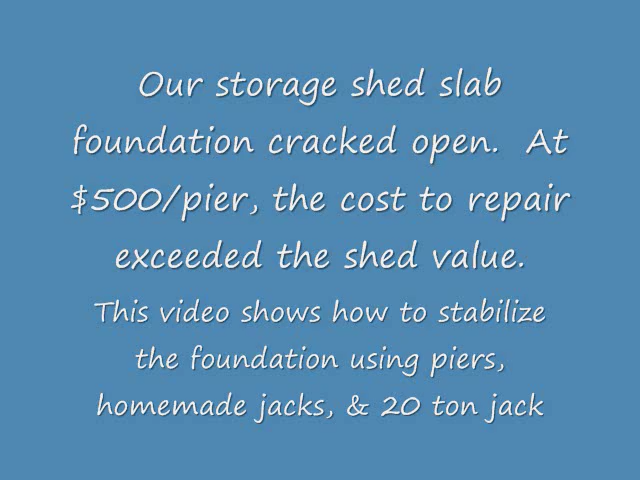 Our storage shed slab
foundation cracked open.  At
$500/pier, the cost to repair
exceeded the shed value.
This video shows how to stabilize
the foundation using piers,
homemade jacks, & 20 ton jack